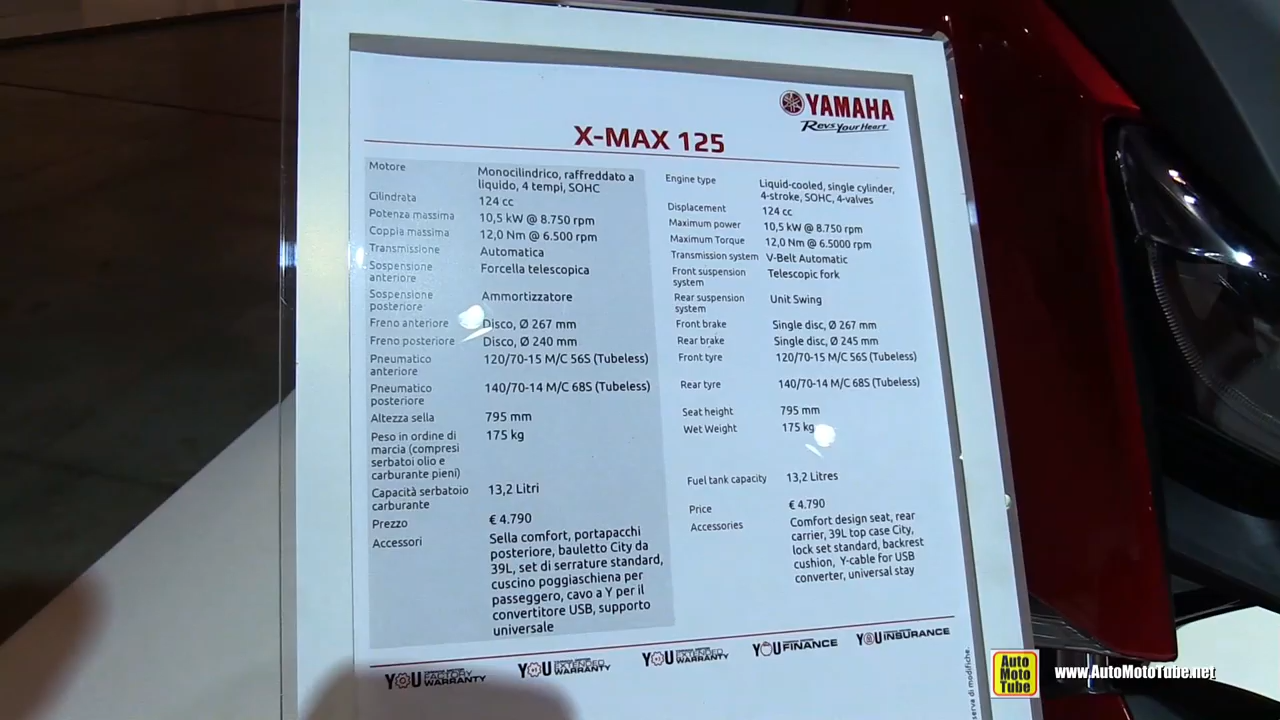 YAMAHA
Revs Your Heart
X-MAX 125
Motore
Monocilindrico, raffreddato a
liquido, 4 tempi, SOHC
Cilindrata
124 cc
Potenza massima
10,5 kW @ 8.750 rpm
Coppia massima
12,0 Nm @ 6.500 rpm
Transmissione
Automatica
Sospensione
anteriore
Forcella telescopica
Sospensione
posteriore
Ammortizzatore
Freno anteriore
Disco, Ø 267 mm
Freno posteriore
Disco, Ø 240 mm
Pneumatico
anteriore
120/70-15 M/C 56S (Tubeless)
Pneumatico
posteriore
140/70-14 M/C 68S (Tubeless)
Altezza sella
795 mm
Peso in ordine di
marcia (compresi
serbatoi olio e
carburante pieni)
175 kg
Capacità serbatoio
carburante
13,2 Litri
Prezzo
€ 4.790
Accessori
Sella comfort, portapacchi
posteriore, bauletto City da
39L, set di serrature standard,
cuscino poggiaschiena per
passeggero, cavo a Y per il
convertitore USB, supporto
universale
Engine type
Liquid-cooled, single cylinder,
4-stroke, SOHC, 4-valves
Displacement
124 cc
Maximum power
10,5 kW @ 8.750 rpm
Maximum Torque
12,0 Nm @ 6.5000 rpm
Transmission system
V-Belt Automatic
Front suspension
system
Telescopic fork
Rear suspension
system
Unit Swing
Front brake
Single disc, Ø 267 mm
Rear brake
Single disc, Ø 245 mm
Front tyre
120/70-15 M/C 56S (Tubeless)
Rear tyre
140/70-14 M/C 68S (Tubeless)
Seat height
795 mm
Wet Weight
175 kg
Fuel tank capacity
13,2 Litres
Price
€ 4.790
Accessories
Comfort design seat, rear
carrier, 39L top case City,
lock set standard, backrest
cushion, Y-cable for USB
converter, universal stay
YOU FACTORY WARRANTY
YOU EXTENDED WARRANTY
YOU WARRANTY
YOU FINANCE
YOU INSURANCE
di modifiche.
Auto
Moto
Tube
www.AutoMotoTube.net